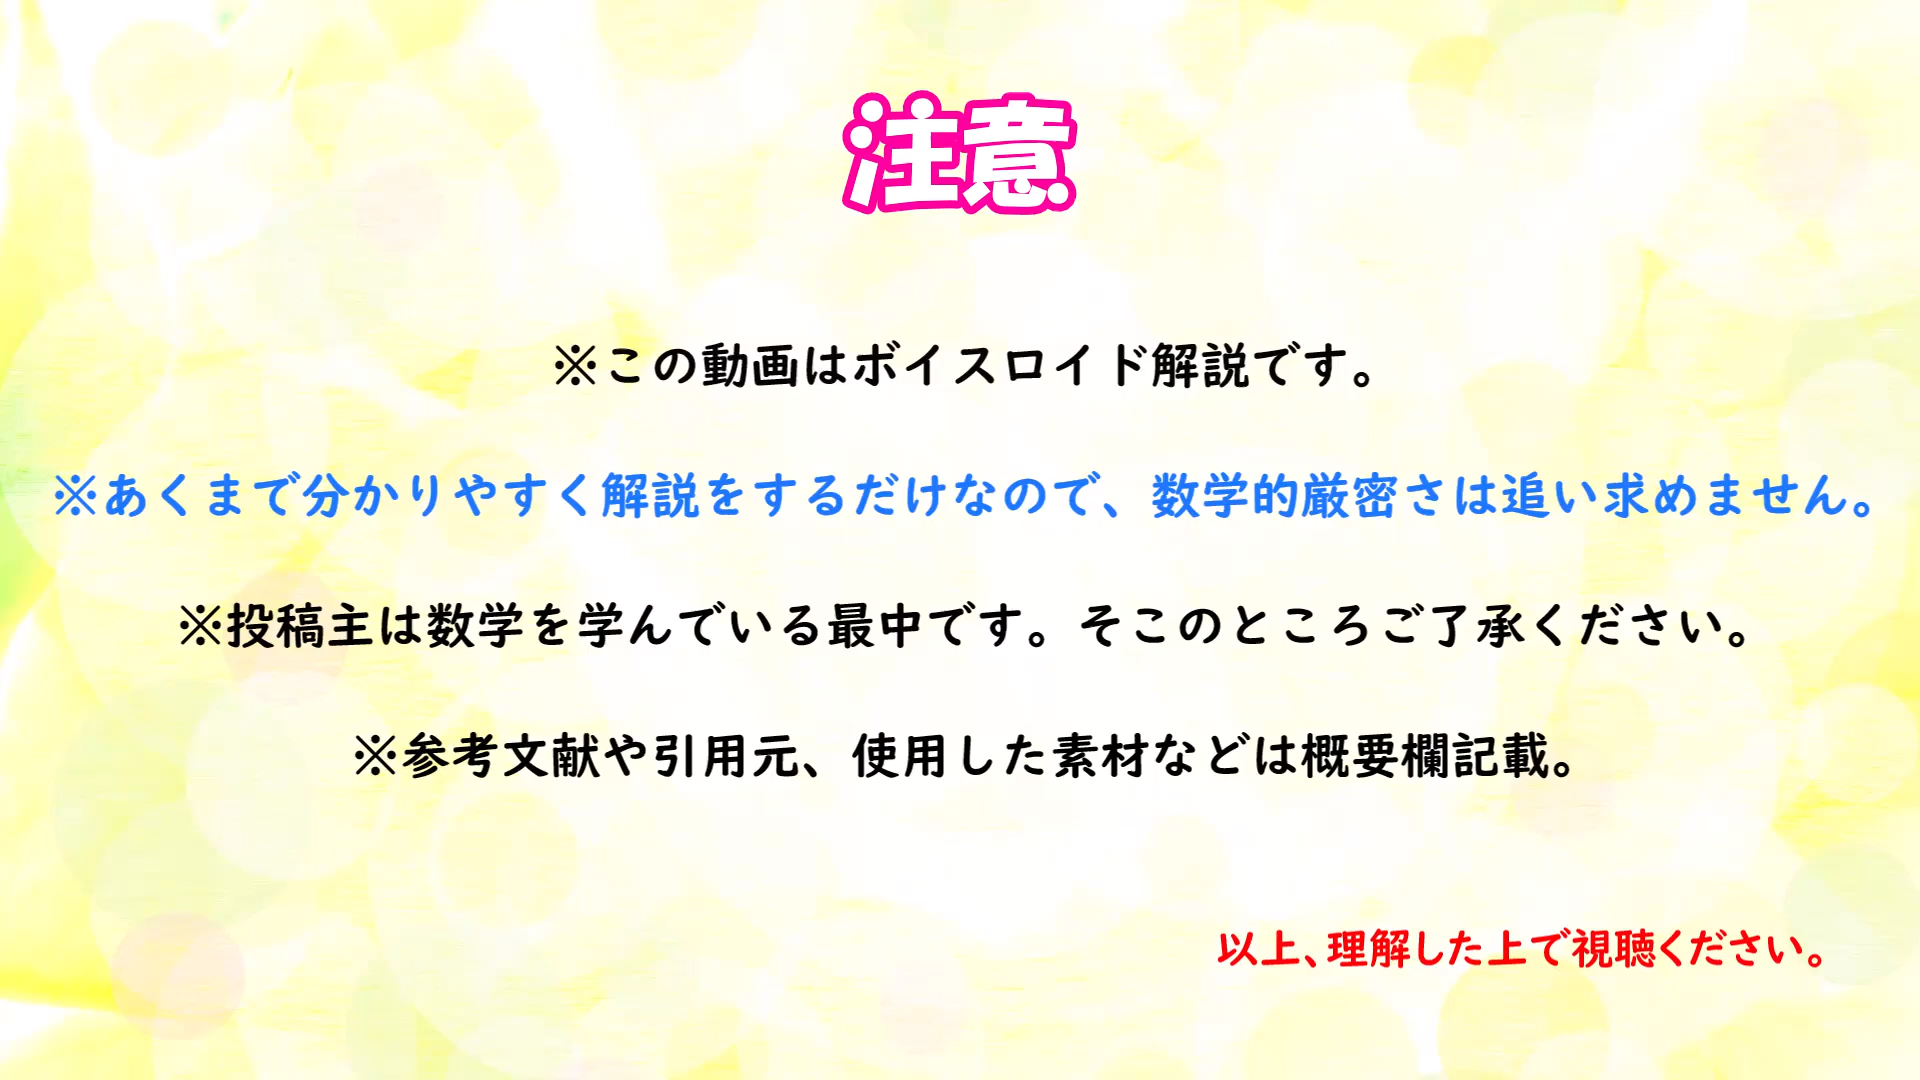 注意
※この動画はボイスロイド解説です。
※あくまで分かりやすく解説をするだけなので、数学的厳密さは追い求めません。
※投稿主は数学を学んでいる最中です。そこのところご了承ください。
※参考文献や引用元、使用した素材などは概要欄記載。
以上、理解した上で視聴ください。